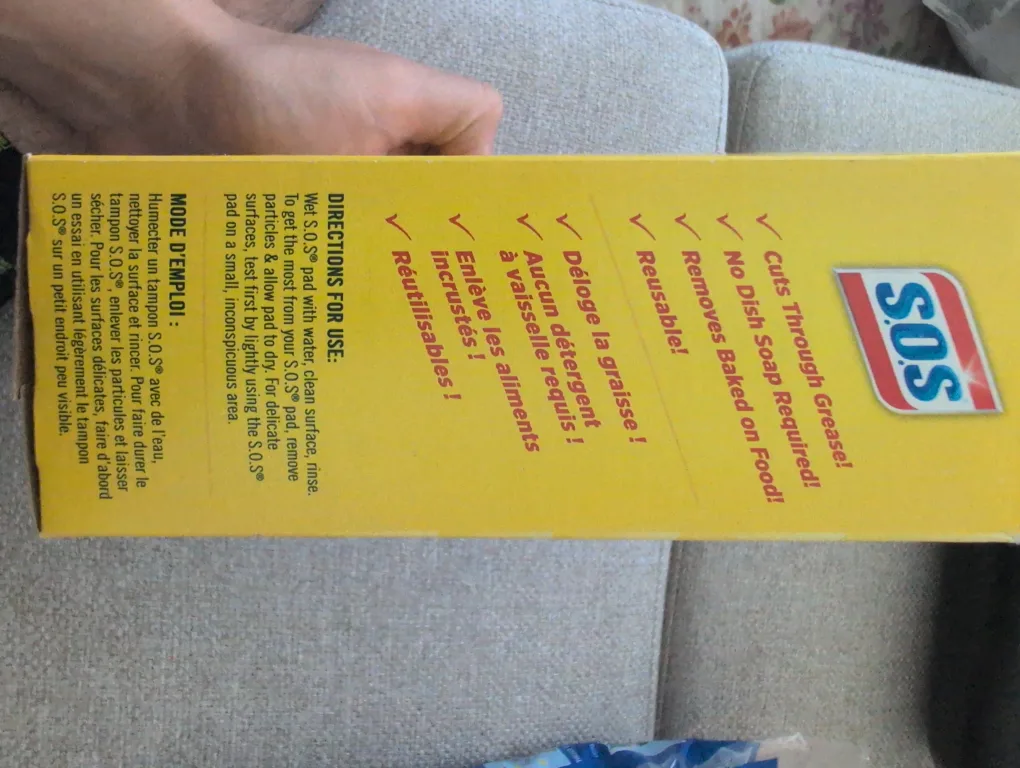 S.O.S
Cuts Through Grease!
No Dish Soap Required!
Removes Baked on Food!
Reusable!
Déloge la graisse !
Aucun détergent
à vaisselle requis !
Enlève les aliments
incrustés !
Réutilisables !
DIRECTIONS FOR USE:
Wet S.O.S® pad with water, clean surface, rinse.
To get the most from your S.O.S® pad, remove
particles & allow pad to dry. For delicate
surfaces, test first by lightly using the S.O.S®
pad on a small, inconspicuous area.
MODE D'EMPLOI :
Humecter un tampon S.O.S® avec de l'eau,
nettoyer la surface et rincer. Pour faire durer le
tampon S.O.S®, enlever les particules et laisser
sécher. Pour les surfaces délicates, faire d'abord
un essai en utilisant légèrement le tampon
S.O.S® sur un petit endroit peu visible.